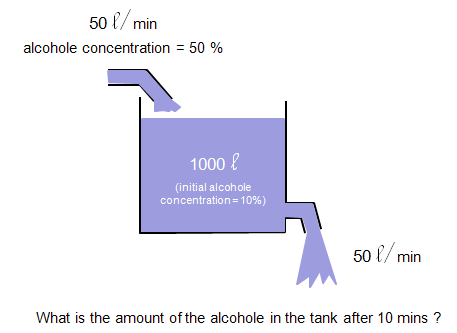 50 ℓ/min
alcohole concentration = 50 %
1000 ℓ
(initial alcohole
concentration = 10%)
50 ℓ/min
What is the amount of the alcohole in the tank after 10 mins ?